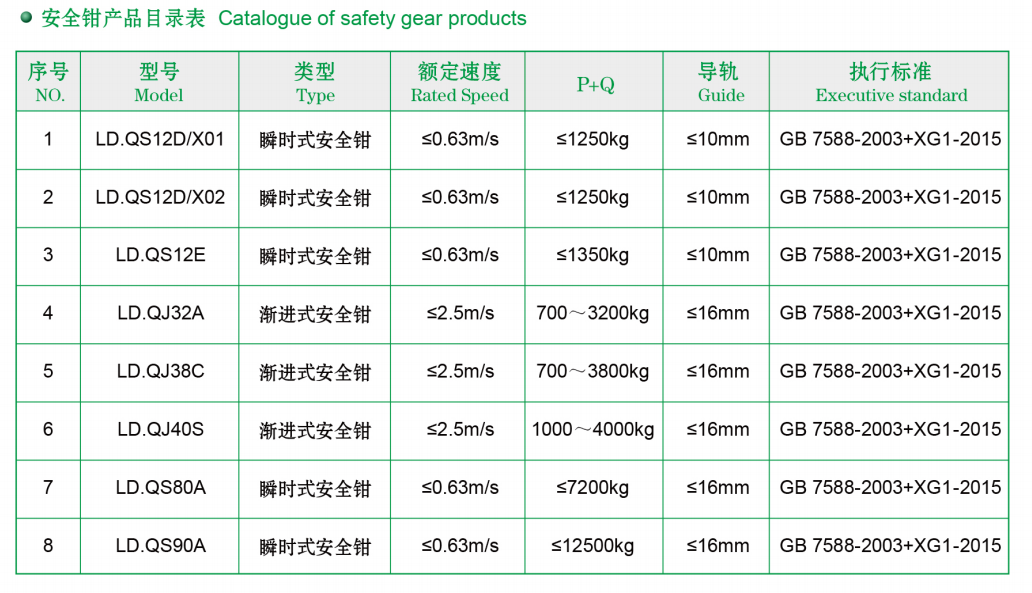 安全钳产品目录表 Catalogue of safety gear products
序号 型号 类型 额定速度 P+Q 导轨 执行标准
NO. Model Type Rated Speed Guide Executive standard
1 LD.QS12D/X01 瞬时式安全钳 ≤0.63m/s ≤1250kg ≤10mm GB 7588-2003+XG1-2015
2 LD.QS12D/X02 瞬时式安全钳 ≤0.63m/s ≤1250kg ≤10mm GB 7588-2003+XG1-2015
3 LD.QS12E 瞬时式安全钳 ≤0.63m/s ≤1350kg ≤10mm GB 7588-2003+XG1-2015
4 LD.QJ32A 渐进式安全钳 ≤2.5m/s 700～3200kg ≤16mm GB 7588-2003+XG1-2015
5 LD.QJ38C 渐进式安全钳 ≤2.5m/s 700～3800kg ≤16mm GB 7588-2003+XG1-2015
6 LD.QJ40S 渐进式安全钳 ≤2.5m/s 1000～4000kg ≤16mm GB 7588-2003+XG1-2015
7 LD.QS80A 瞬时式安全钳 ≤0.63m/s ≤7200kg ≤16mm GB 7588-2003+XG1-2015
8 LD.QS90A 瞬时式安全钳 ≤0.63m/s ≤12500kg ≤16mm GB 7588-2003+XG1-2015